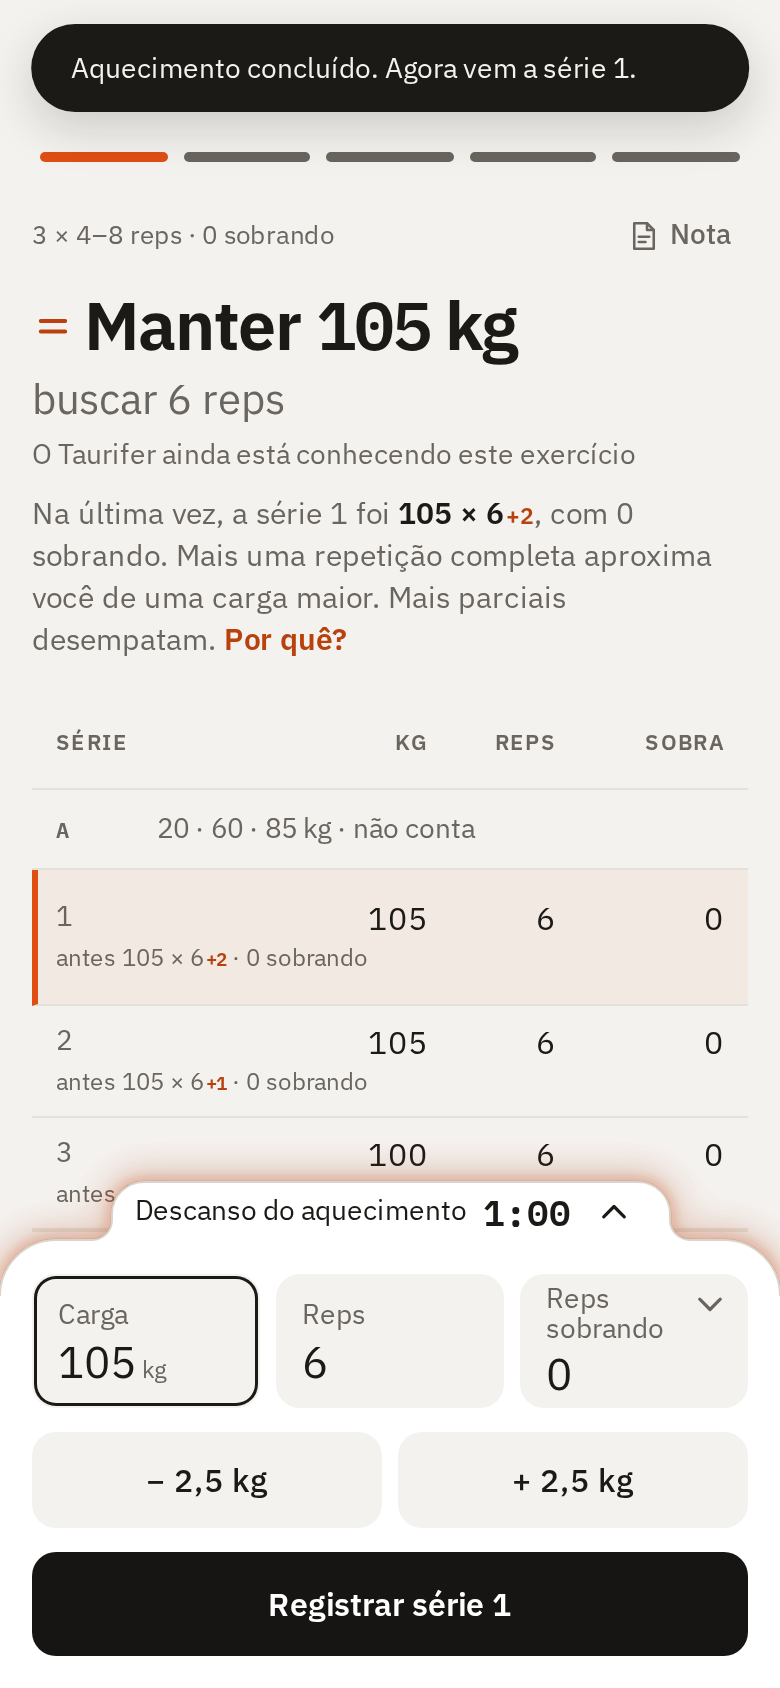 Aquecimento concluído. Agora vem a série 1.
3 × 4–8 reps · 0 sobrando
Nota
= Manter 105 kg
buscar 6 reps
O Taurifer ainda está conhecendo este exercício
Na última vez, a série 1 foi 105 × 6+2, com 0
sobrando. Mais uma repetição completa aproxima
você de uma carga maior. Mais parciais
desempatam. Por quê?
SÉRIE KG REPS SOBRA
A 20 · 60 · 85 kg · não conta
1 105 6 0
antes 105 × 6+2 · 0 sobrando
2 105 6 0
antes 105 × 6+1 · 0 sobrando
3 100 6 0
antes
Descanso do aquecimento 1:00
Carga
105 kg
Reps
6
Reps
sobrando
0
− 2,5 kg
+ 2,5 kg
Registrar série 1